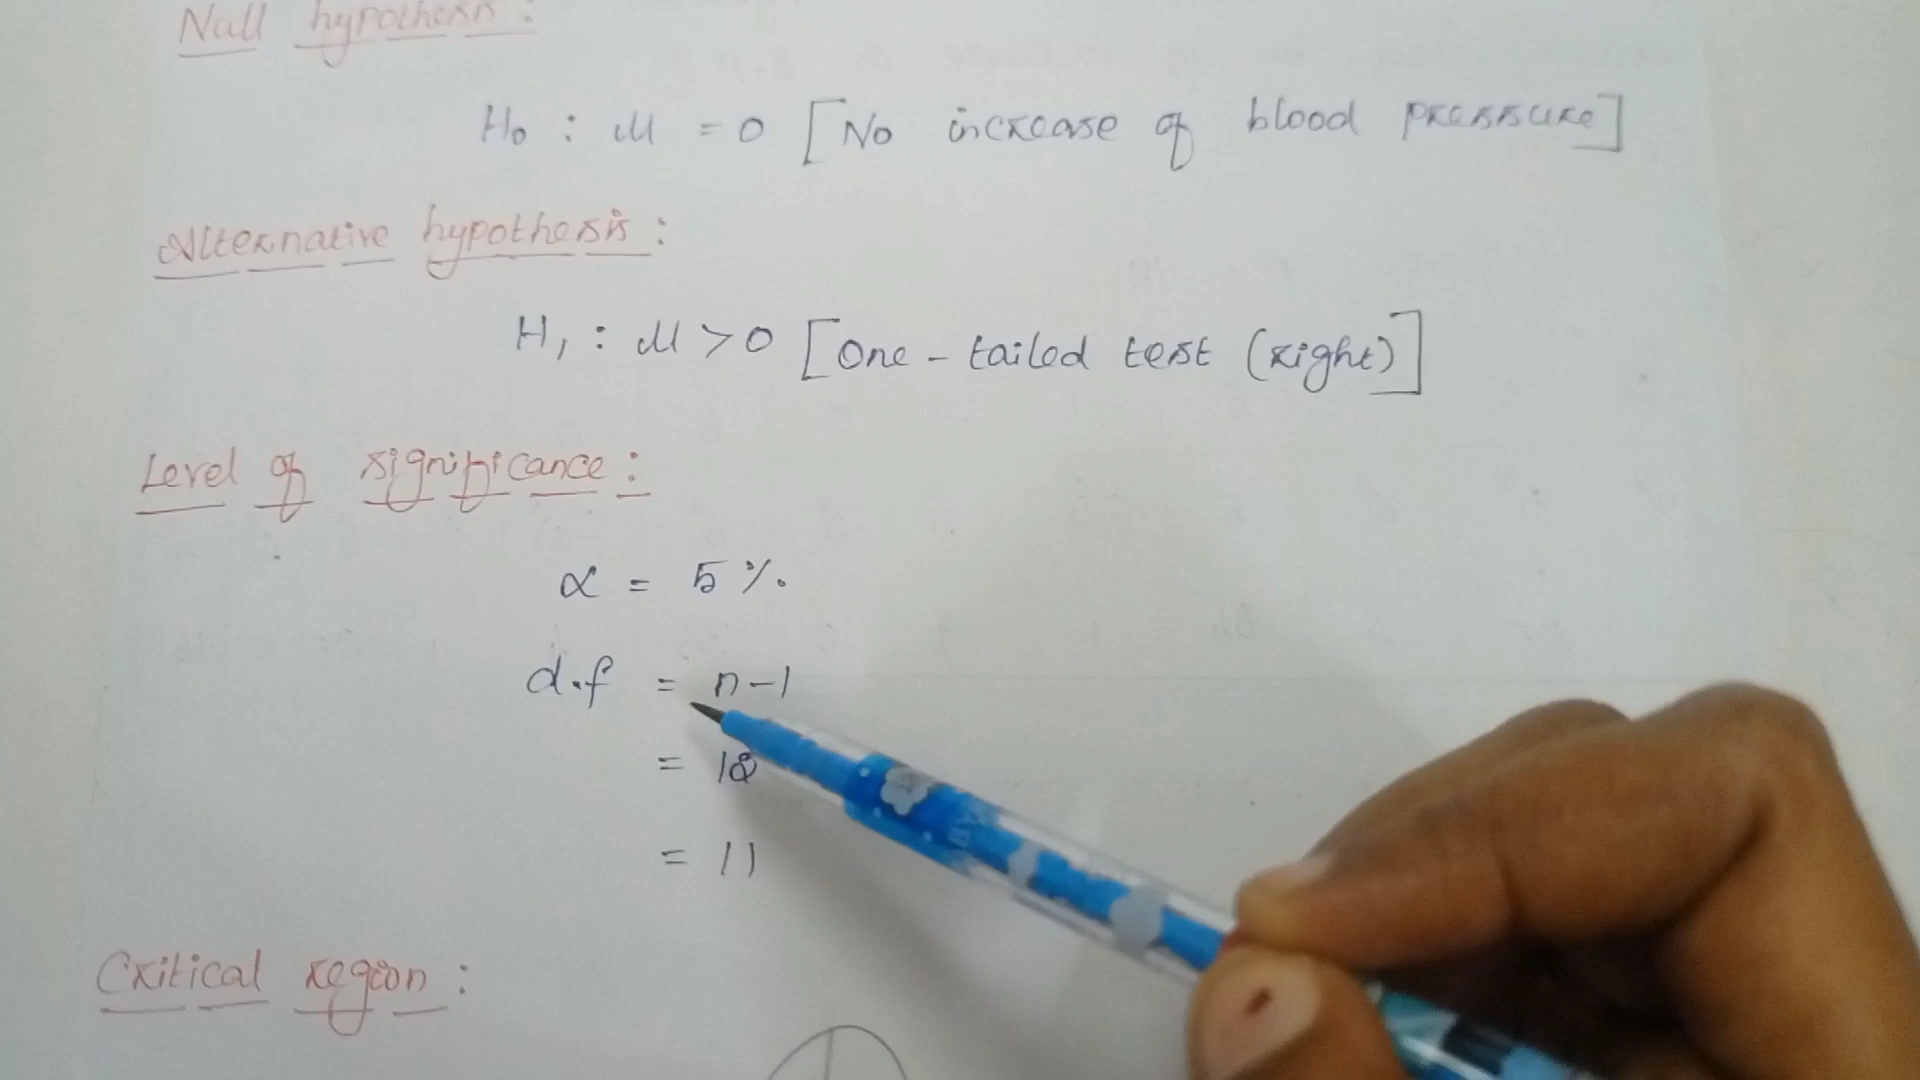 Null hypothesis:
H₀ : μ = 0 [No increase of blood pressure]
Alternative hypothesis:
H₁ : μ > 0 [One - tailed test (right)]
Level of significance:
α = 5%
d.f = n-1
= 12
= 11
Critical region: